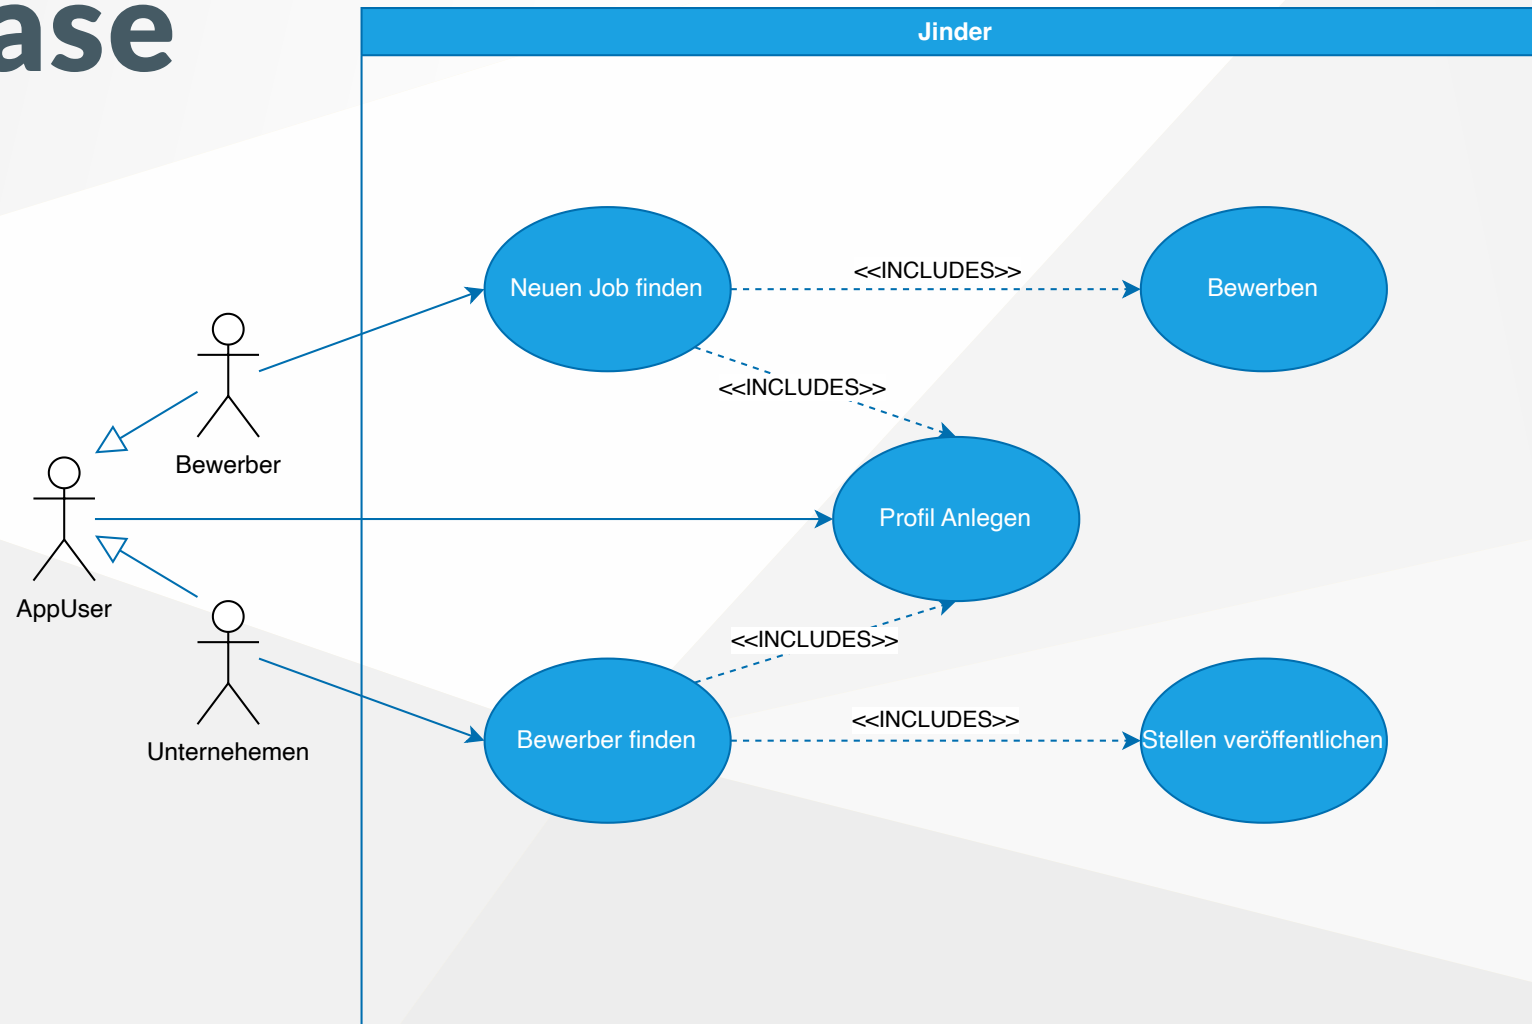 ase
Jinder
Neuen Job finden
<<INCLUDES>>
Bewerben
<<INCLUDES>>
Bewerber
Profil Anlegen
AppUser
<<INCLUDES>>
Unternehemen
Bewerber finden
<<INCLUDES>>
Stellen veröffentlichen